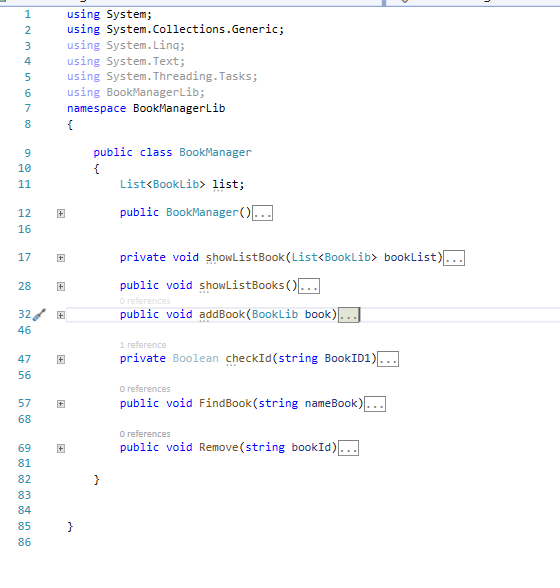 1 using System;
2 using System.Collections.Generic;
3 using System.Linq;
4 using System.Text;
5 using System.Threading.Tasks;
6 using BookManagerLib;
7 namespace BookManagerLib
8 {
9 public class BookManager
10 {
11 List<BookLib> list;
12 public BookManager()...
16
17 private void showListBook(List<BookLib> bookList)...
28 public void showListBooks()...
0 references
32 public void addBook(BookLib book)...
46
1 reference
47 private Boolean checkId(string BookID1)...
56
0 references
57 public void FindBook(string nameBook)...
68
0 references
69 public void Remove(string bookId)...
81
82 }
83
84
85 }
86